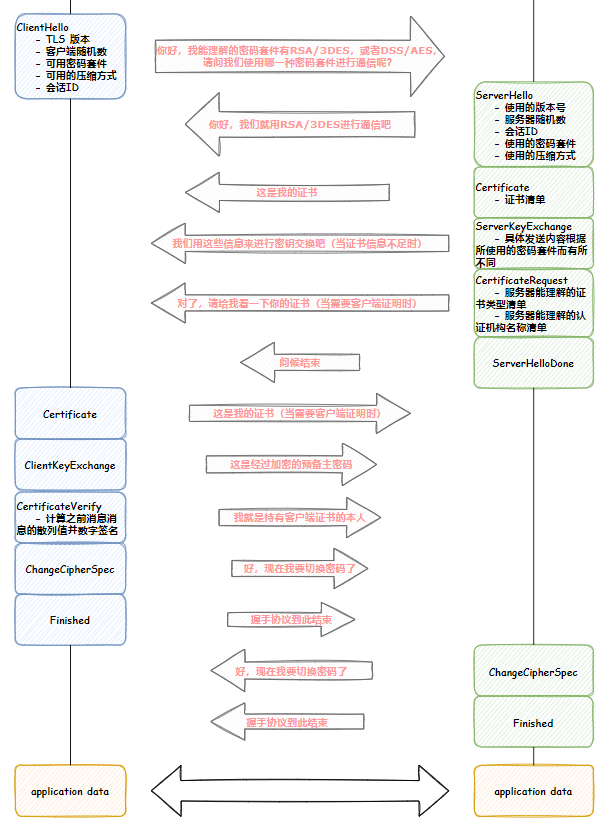 ClientHello
- TLS 版本
- 客户端随机数
- 可用密码套件
- 可用的压缩方式
- 会话ID
你好，我能理解的密码套件有RSA/3DES，或者DSS/AES，
请问我们使用哪一种密码套件进行通信呢？
ServerHello
- 使用的版本号
- 服务器随机数
- 会话ID
- 使用的密码套件
- 使用的压缩方式
你好，我们就用RSA/3DES进行通信吧
Certificate
- 证书清单
这是我的证书
ServerKeyExchange
- 具体发送内容根据
所使用的密码套件而有所
不同
我们用这些信息来进行密钥交换吧（当证书信息不足时）
CertificateRequest
- 服务器能理解的证
书类型清单
- 服务器能理解的认
证机构名称清单
对了，请给我看一下你的证书（当需要客户端证明时）
问候结束
ServerHelloDone
Certificate
这是我的证书（当需要客户端证明时）
ClientKeyExchange
这是经过加密的预备主密码
CertificateVerify
- 计算之前消息消
息的散列值并数字签名
我就是持有客户端证书的本人
ChangeCipherSpec
好，现在我要切换密码了
Finished
握手协议到此结束
好，现在我要切换密码了
ChangeCipherSpec
握手协议到此结束
Finished
application data
application data